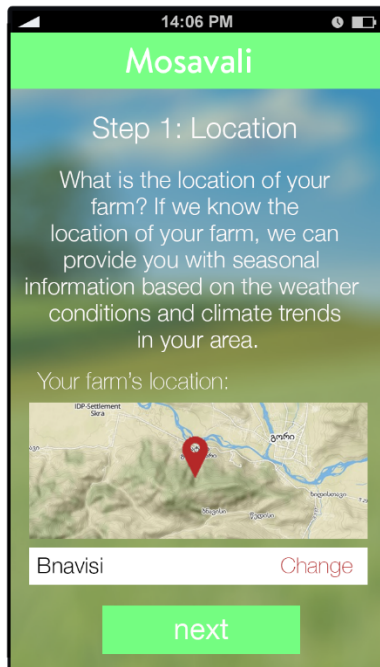 14:06 PM
Mosavali
Step 1: Location
What is the location of your
farm? If we know the
location of your farm, we can
provide you with seasonal
information based on the weather
conditions and climate trends
in your area.
Your farm's location:
IDP-Settlement
Skra
გორი
Bnavisi
Change
next